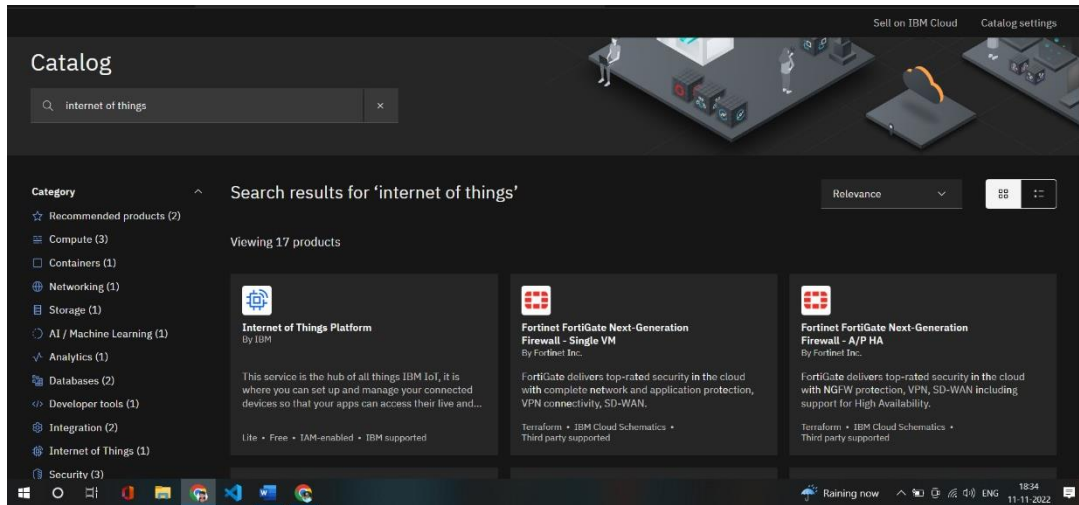 Sell on IBM Cloud Catalog settings
Catalog
internet of things
Category
Recommended products (2)
Compute (3)
Containers (1)
Networking (1)
Storage (1)
AI / Machine Learning (1)
Analytics (1)
Databases (2)
Developer tools (1)
Integration (2)
Internet of Things (1)
Security (3)
Search results for ‘internet of things’
Relevance
Viewing 17 products
Internet of Things Platform
By IBM
This service is the hub of all things IBM IoT, it is
where you can set up and manage your connected
devices so that your apps can access their live and...
Lite • Free • IAM-enabled • IBM supported
Fortinet FortiGate Next-Generation
Firewall - Single VM
By Fortinet Inc.
FortiGate delivers top-rated security in the cloud
with complete network and application protection,
VPN connectivity, SD-WAN.
Terraform • IBM Cloud Schematics •
Third party supported
Fortinet FortiGate Next-Generation
Firewall - A/P HA
By Fortinet Inc.
FortiGate delivers top-rated security in the cloud
with NGFW protection, VPN, SD-WAN including
support for High Availability.
Terraform • IBM Cloud Schematics •
Third party supported
Raining now
ENG
18:34
11-11-2022